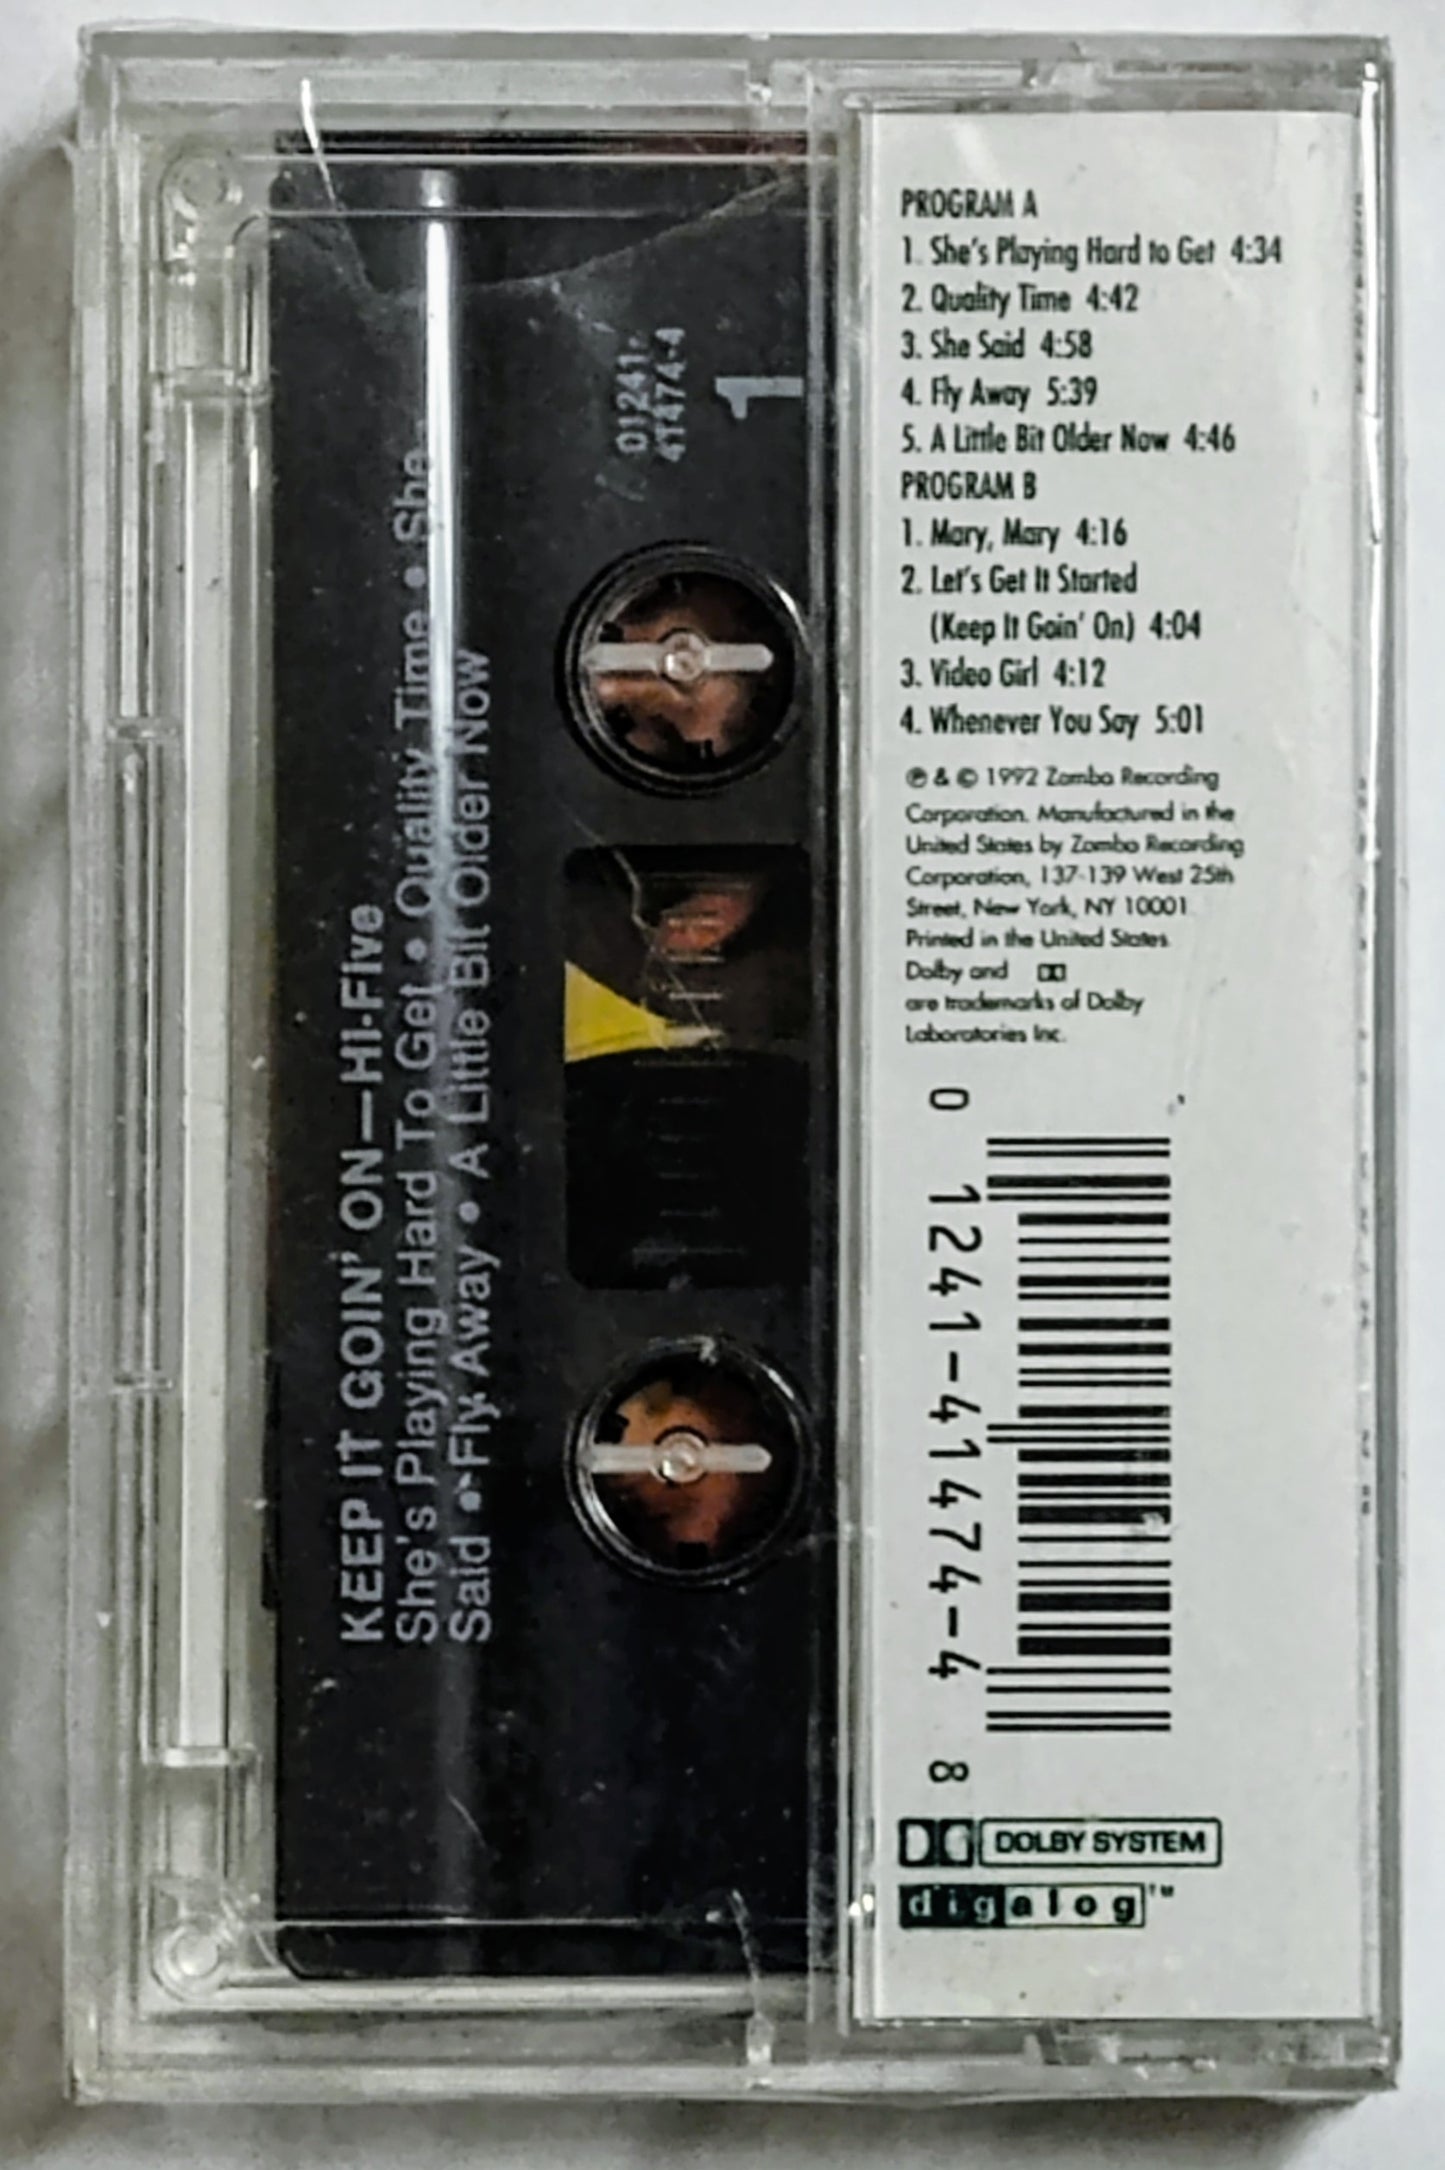 KEEP IT GOIN' ON—HI-FIVE
She's Playing Hard To Get • Quality Time • She
Said • Fly Away • A Little Bit Older Now
01241-
41474-4
1
PROGRAM A
1. She's Playing Hard to Get 4:34
2. Quality Time 4:42
3. She Said 4:58
4. Fly Away 5:39
5. A Little Bit Older Now 4:46
PROGRAM B
1. Mary, Mary 4:16
2. Let's Get It Started
(Keep It Goin' On) 4:04
3. Video Girl 4:12
4. Whenever You Say 5:01
℗ & © 1992 Zomba Recording
Corporation. Manufactured in the
United States by Zomba Recording
Corporation, 137-139 West 25th
Street, New York, NY 10001
Printed in the United States
Dolby and
are trademarks of Dolby
Laboratories Inc.
0 1241-41474-4 8
DOLBY SYSTEM
digalog™